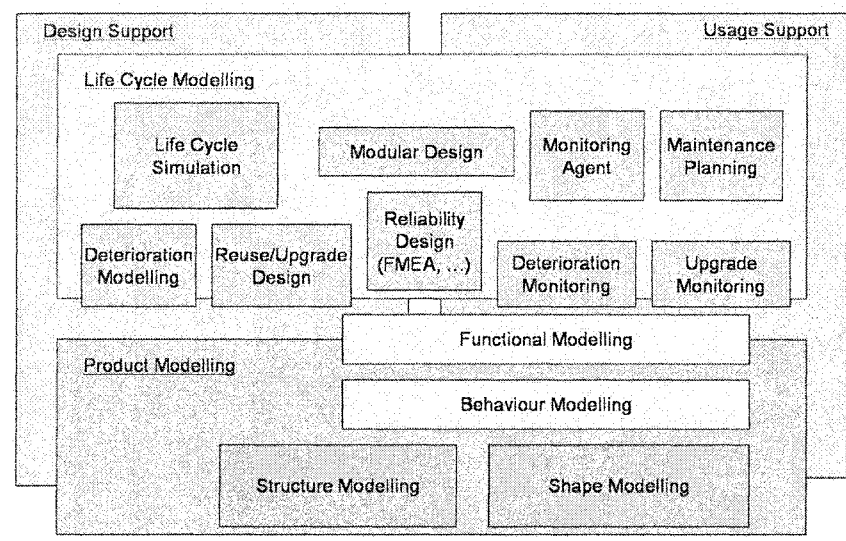 Design Support
Usage Support
Life Cycle Modelling
Life Cycle
Simulation
Modular Design
Monitoring
Agent
Maintenance
Planning
Reliability
Design
(FMEA, ...)
Deterioration
Modelling
Reuse/Upgrade
Design
Deterioration
Monitoring
Upgrade
Monitoring
Functional Modelling
Product Modelling
Behaviour Modelling
Structure Modelling
Shape Modelling